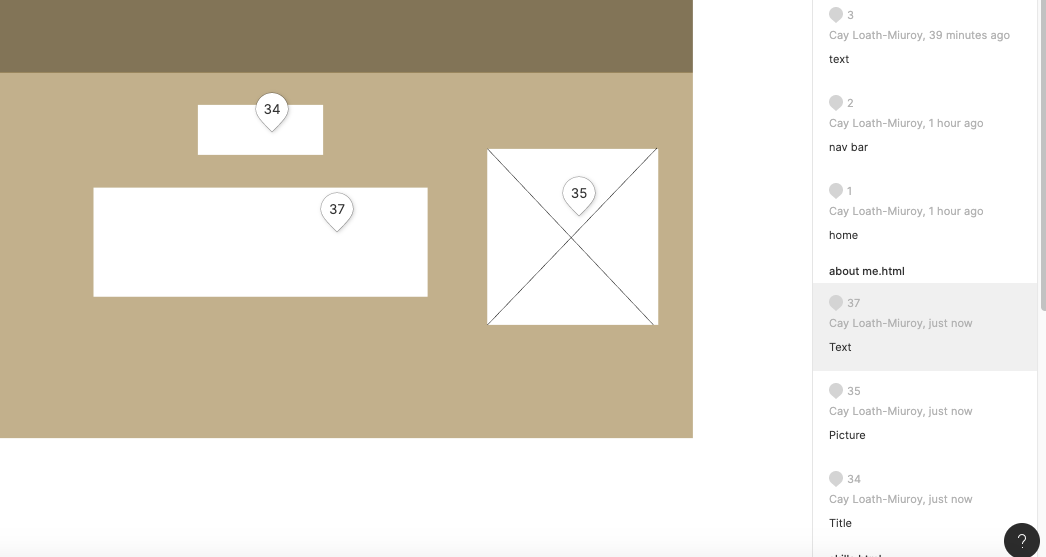 34
37
35
3
Cay Loath-Miuroy, 39 minutes ago
text
2
Cay Loath-Miuroy, 1 hour ago
nav bar
1
Cay Loath-Miuroy, 1 hour ago
home
about me.html
37
Cay Loath-Miuroy, just now
Text
35
Cay Loath-Miuroy, just now
Picture
34
Cay Loath-Miuroy, just now
Title
?